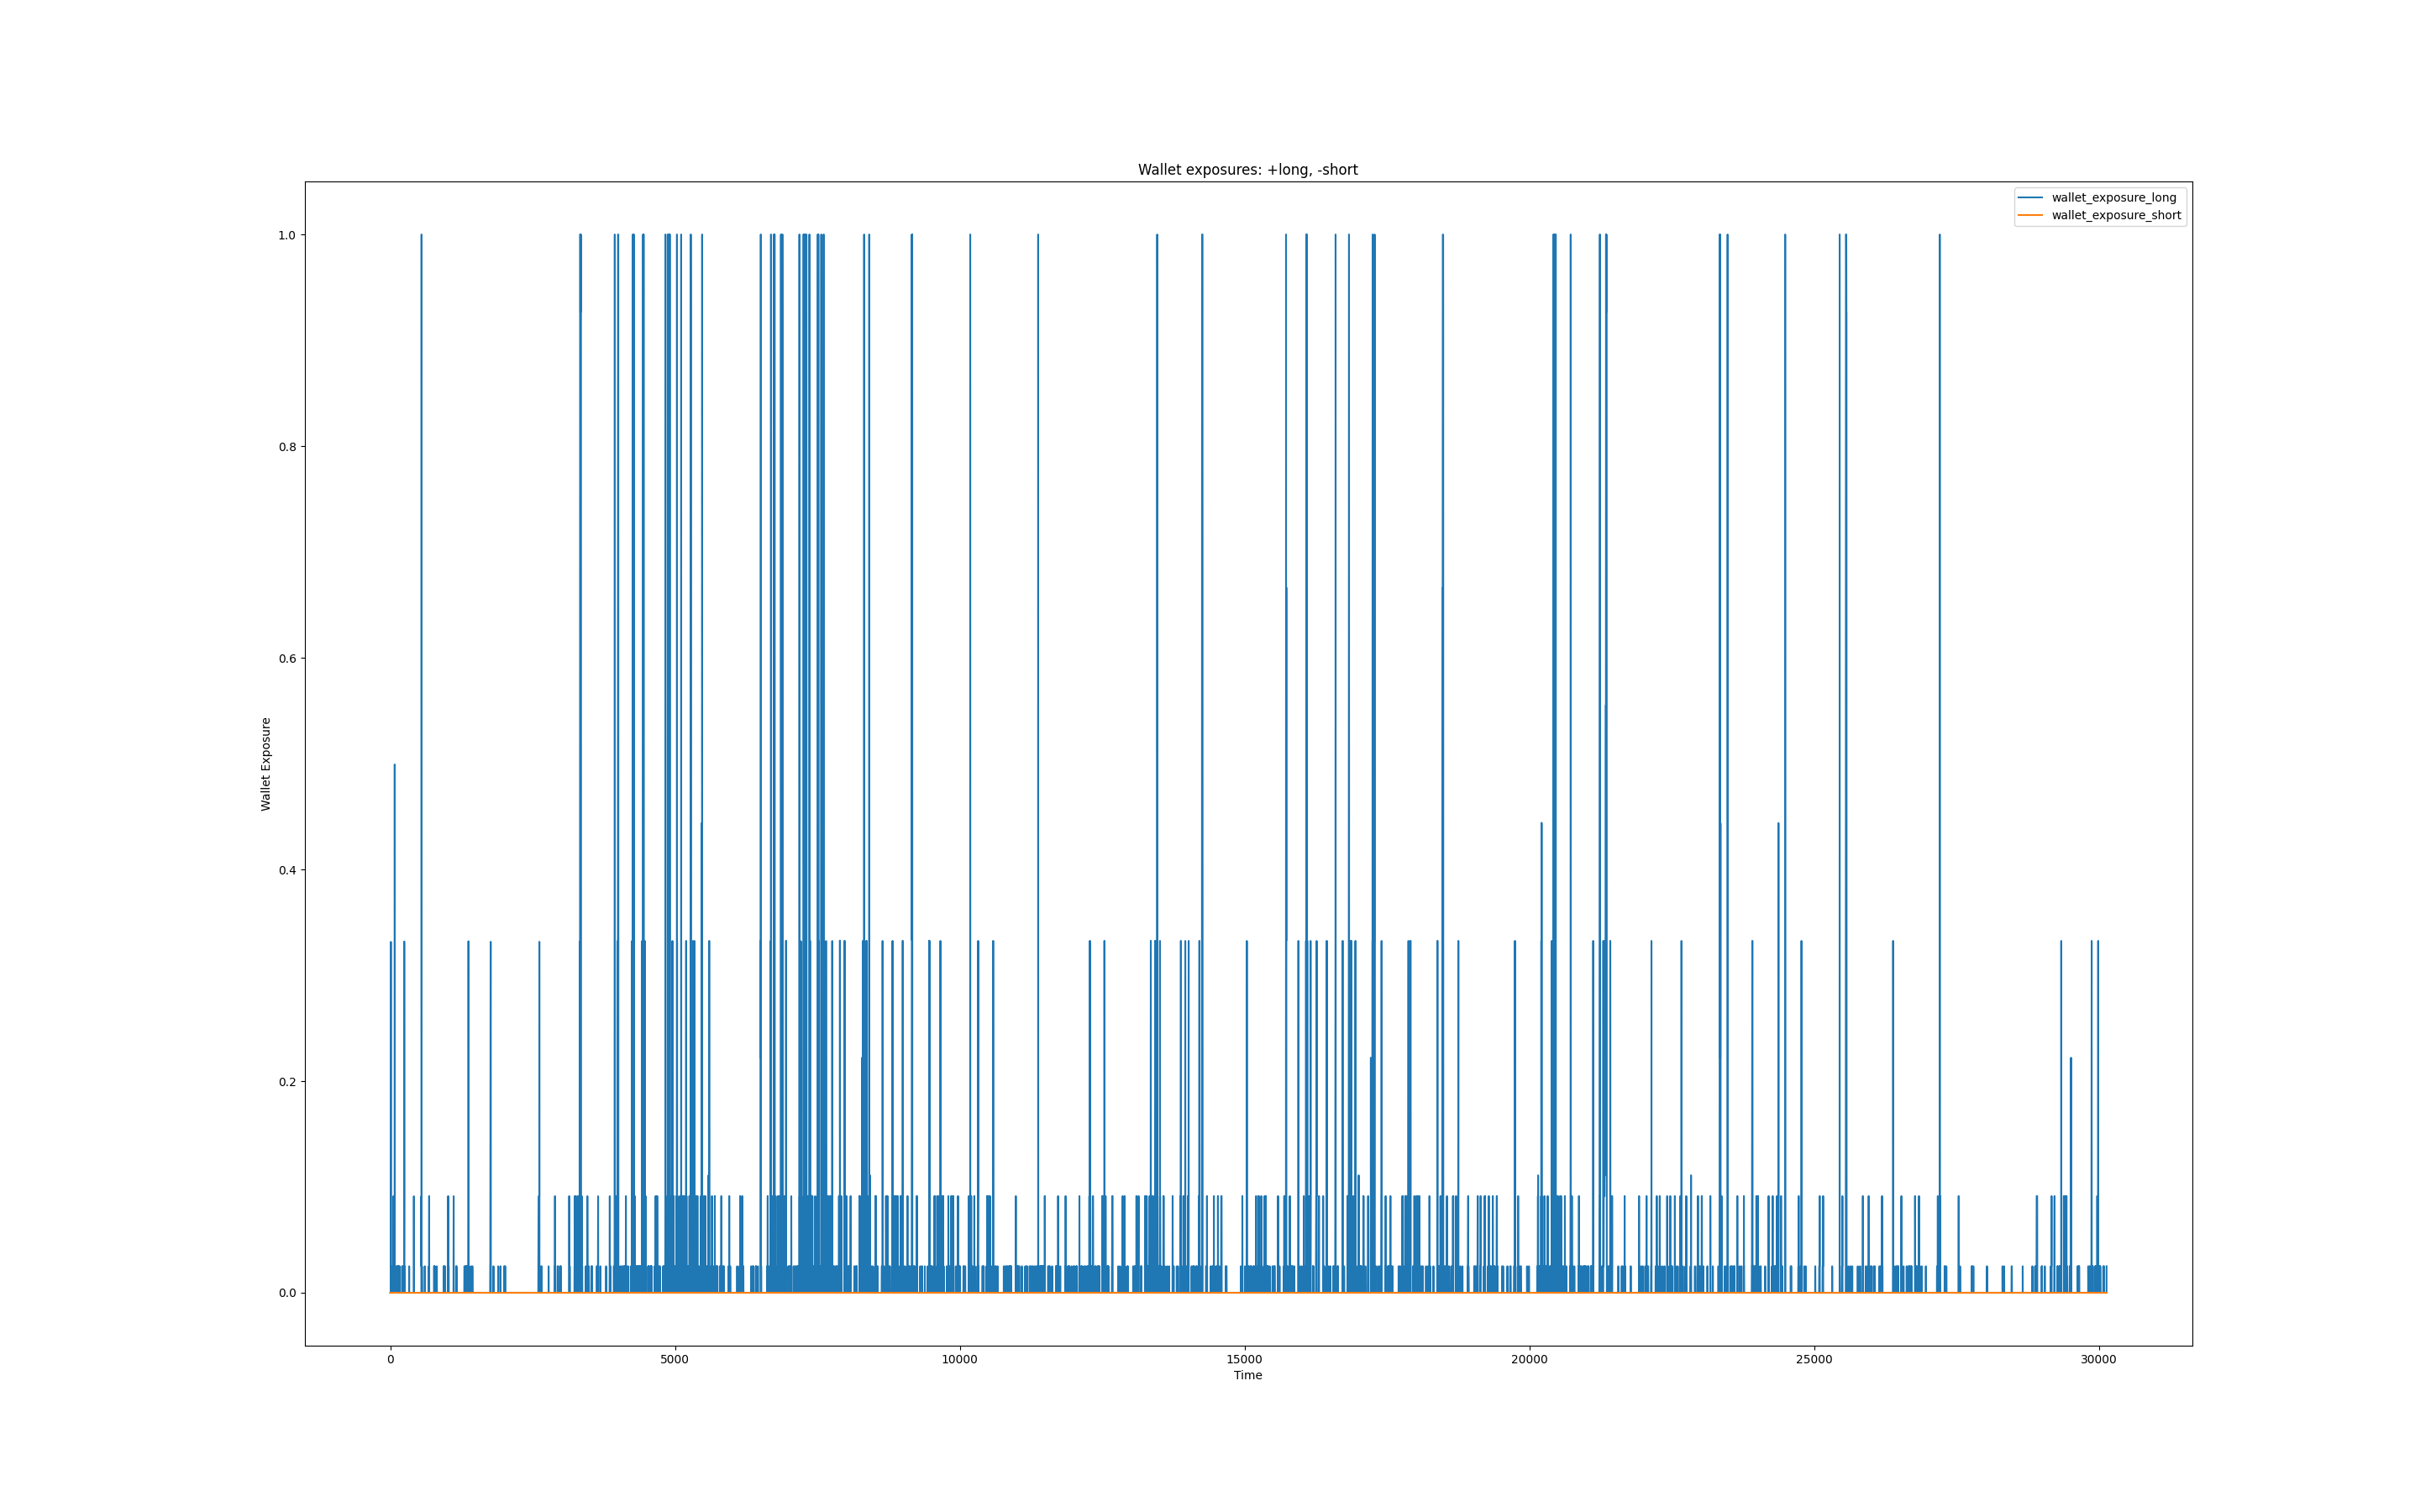 Wallet exposures: +long, -short
wallet_exposure_long
wallet_exposure_short
1.0
0.8
0.6
0.4
0.2
0.0
Wallet Exposure
0 5000 10000 15000 20000 25000 30000
Time